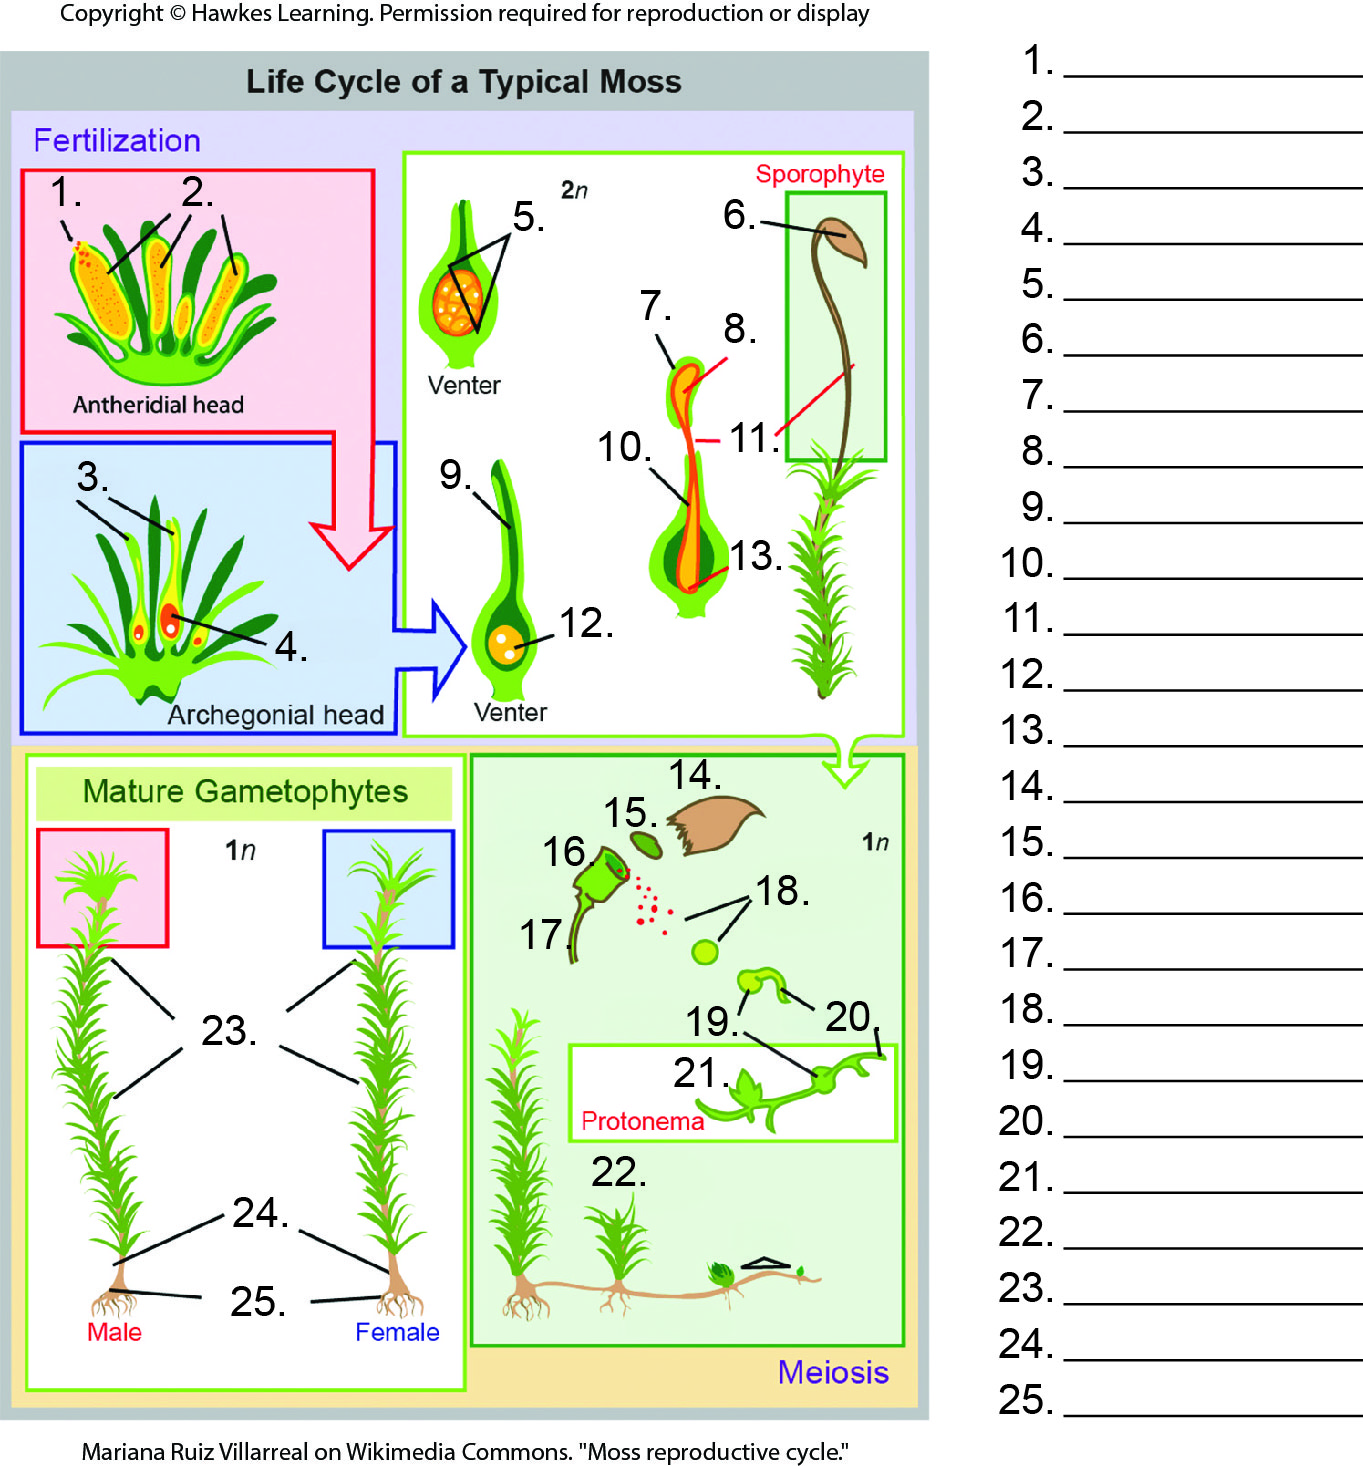 Copyright © Hawkes Learning. Permission required for reproduction or display
Life Cycle of a Typical Moss
Fertilization
1.
2.
Antheridial head
3.
4.
Archegonial head
2n
Sporophyte
5.
6.
Venter
7.
8.
9.
10.
11.
12.
13.
Venter
Mature Gametophytes
1n
23.
24.
25.
Male
Female
14.
15.
1n
16.
17.
18.
19.
20.
21.
Protonema
22.
Meiosis
Mariana Ruiz Villarreal on Wikimedia Commons. "Moss reproductive cycle."
1.
2.
3.
4.
5.
6.
7.
8.
9.
10.
11.
12.
13.
14.
15.
16.
17.
18.
19.
20.
21.
22.
23.
24.
25.